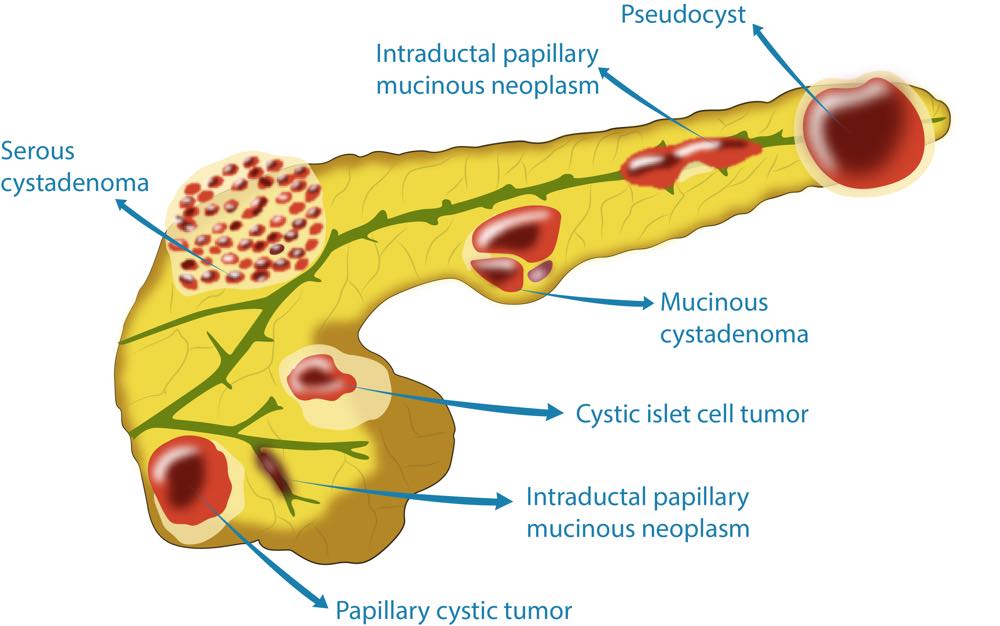 Pseudocyst
Intraductal papillary
mucinous neoplasm
Serous
cystadenoma
Mucinous
cystadenoma
Cystic islet cell tumor
Intraductal papillary
mucinous neoplasm
Papillary cystic tumor